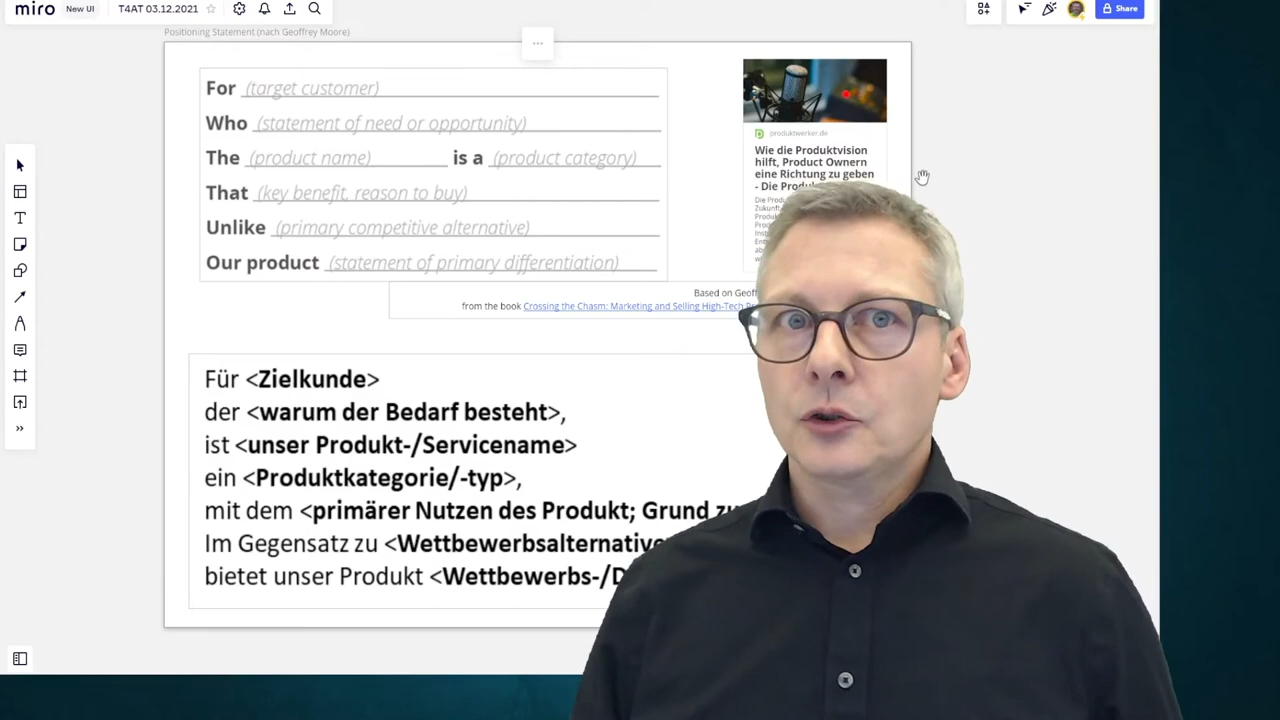 miro New UI T4AT 03.12.2021 Share
Positioning Statement (nach Geoffrey Moore)
For (target customer)
Who (statement of need or opportunity)
The (product name) is a (product category)
That (key benefit, reason to buy)
Unlike (primary competitive alternative)
Our product (statement of primary differentiation)
produktwerker.de
Wie die Produktvision
hilft, Product Ownern
eine Richtung zu geben
- Die
Based on
from the book Crossing the Chasm: Marketing and Selling High-Tech
Für <Zielkunde>
der <warum der Bedarf besteht>,
ist <unser Produkt-/Servicename>
ein <Produktkategorie/-typ>,
mit dem <primärer Nutzen des Produkt; Grund
Im Gegensatz zu <Wettbewerbsalternative
bietet unser Produkt <Wettbewerbs-/